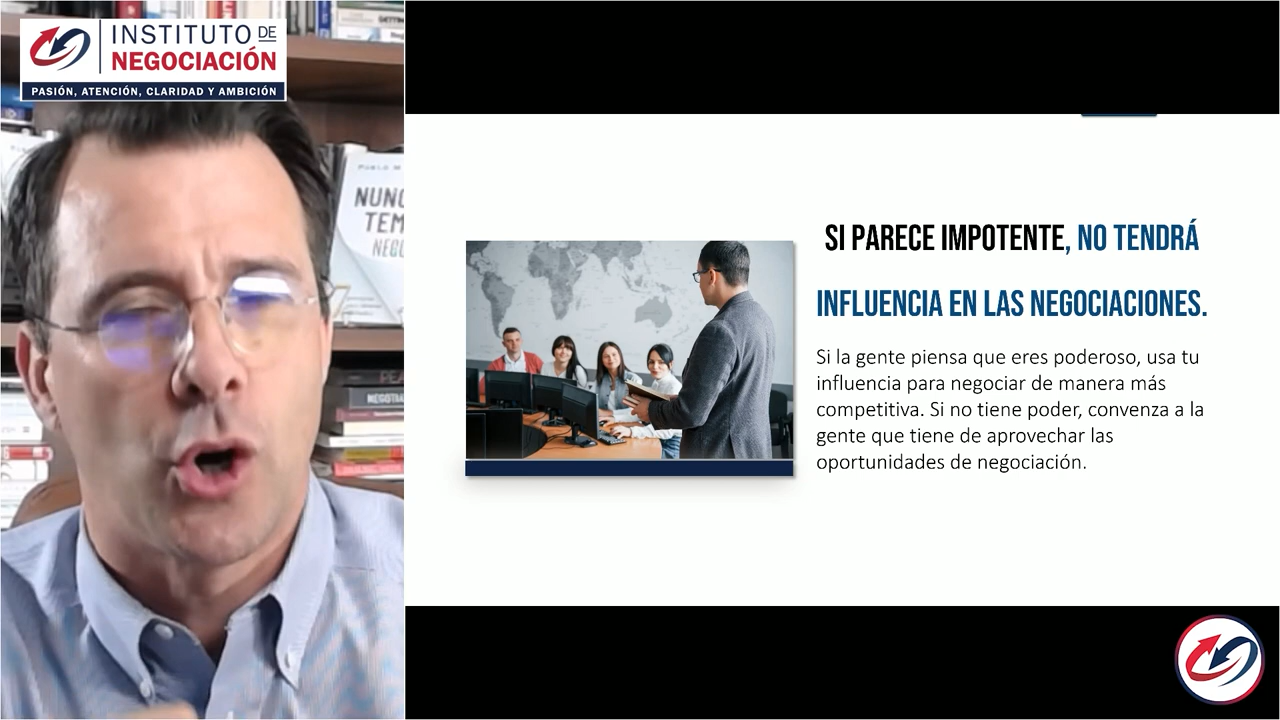 INSTITUTO DE
NEGOCIACIÓN
PASIÓN, ATENCIÓN, CLARIDAD Y AMBICIÓN
SI PARECE IMPOTENTE, NO TENDRÁ
INFLUENCIA EN LAS NEGOCIACIONES.
Si la gente piensa que eres poderoso, usa tu
influencia para negociar de manera más
competitiva. Si no tiene poder, convenza a la
gente que tiene de aprovechar las
oportunidades de negociación.